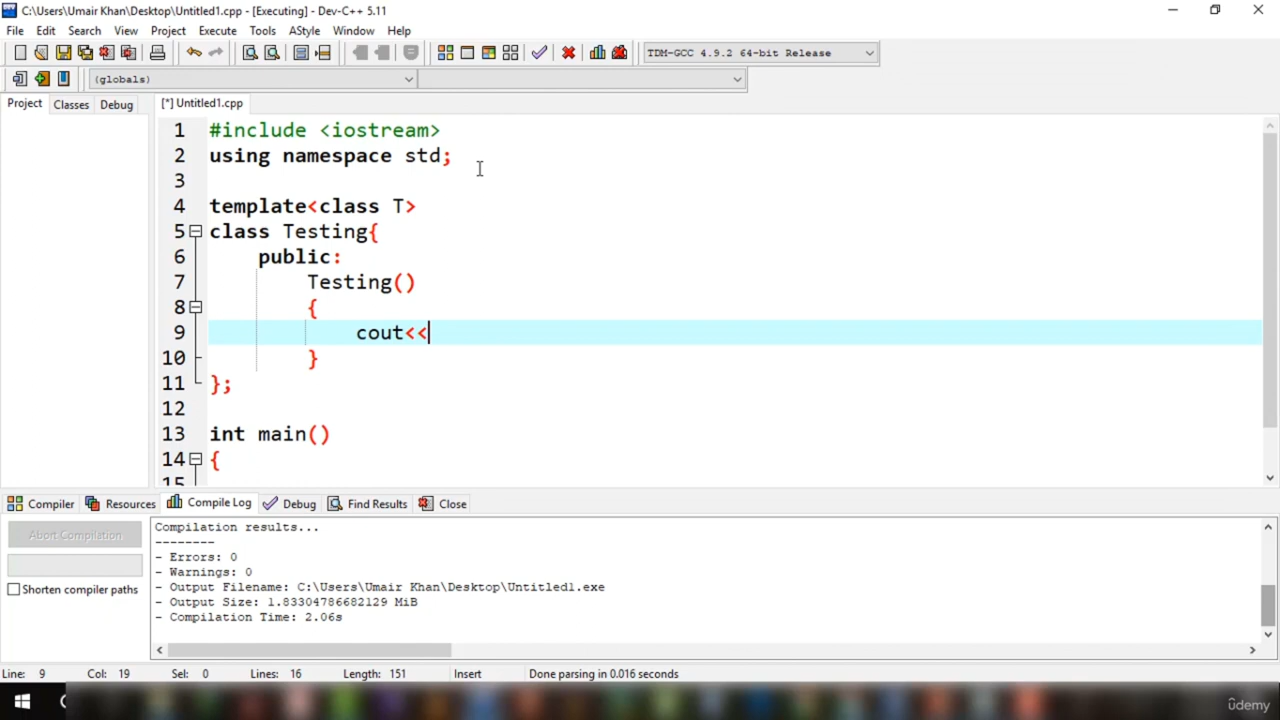 C:\Users\Umair Khan\Desktop\Untitled1.cpp - [Executing] - Dev-C++ 5.11
File Edit Search View Project Execute Tools AStyle Window Help
TDM-GCC 4.9.2 64-bit Release
(globals)
Project Classes Debug [*] Untitled1.cpp
1 #include <iostream>
2 using namespace std;
3
4 template<class T>
5 class Testing{
6 public:
7 Testing()
8 {
9 cout<<
10 }
11 };
12
13 int main()
14 {
15
Compiler Resources Compile Log Debug Find Results Close
Abort Compilation
Shorten compiler paths
Compilation results...
--------
- Errors: 0
- Warnings: 0
- Output Filename: C:\Users\Umair Khan\Desktop\Untitled1.exe
- Output Size: 1.83304786682129 MiB
- Compilation Time: 2.06s
Line: 9 Col: 19 Sel: 0 Lines: 16 Length: 151 Insert Done parsing in 0.016 seconds
ûdemy